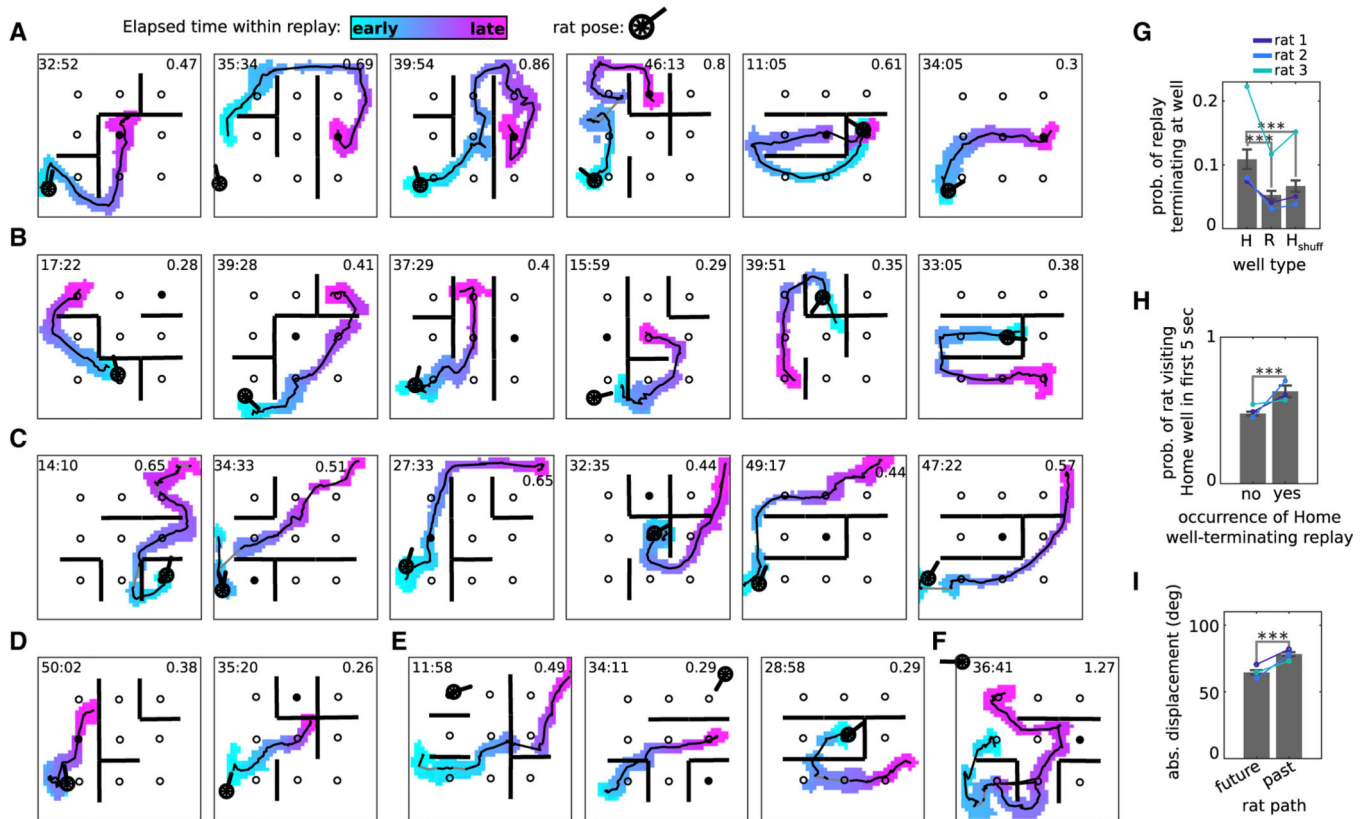 Elapsed time within replay: early late rat pose:
A
32:52 0.47
35:34 0.69
39:54 0.86
46:13 0.8
11:05 0.61
34:05 0.3
B
17:22 0.28
39:28 0.41
37:29 0.4
15:59 0.29
39:51 0.35
33:05 0.38
C
14:10 0.65
34:33 0.51
27:33 0.65
32:35 0.44
49:17 0.44
47:22 0.57
D
50:02 0.38
35:20 0.26
E
11:58 0.49
34:11 0.29
28:58 0.29
F
36:41 1.27
G
rat 1
rat 2
rat 3
prob. of replay
terminating at well
0.2
0.1
0
***
***
H R Hshuff
well type
H
prob. of rat visiting
Home well in first 5 sec
1
0
***
no yes
occurrence of Home
well-terminating replay
I
abs. displacement (deg)
100
50
0
***
future past
rat path